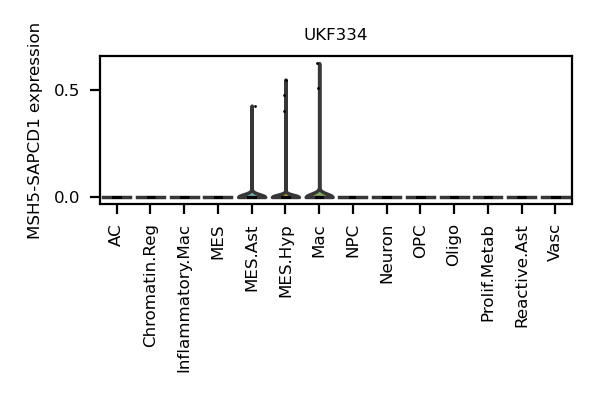 UKF334
MSH5-SAPCD1 expression
0.5
0.0
AC
Chromatin.Reg
Inflammatory.Mac
MES
MES.Ast
MES.Hyp
Mac
NPC
Neuron
OPC
Oligo
Prolif.Metab
Reactive.Ast
Vasc